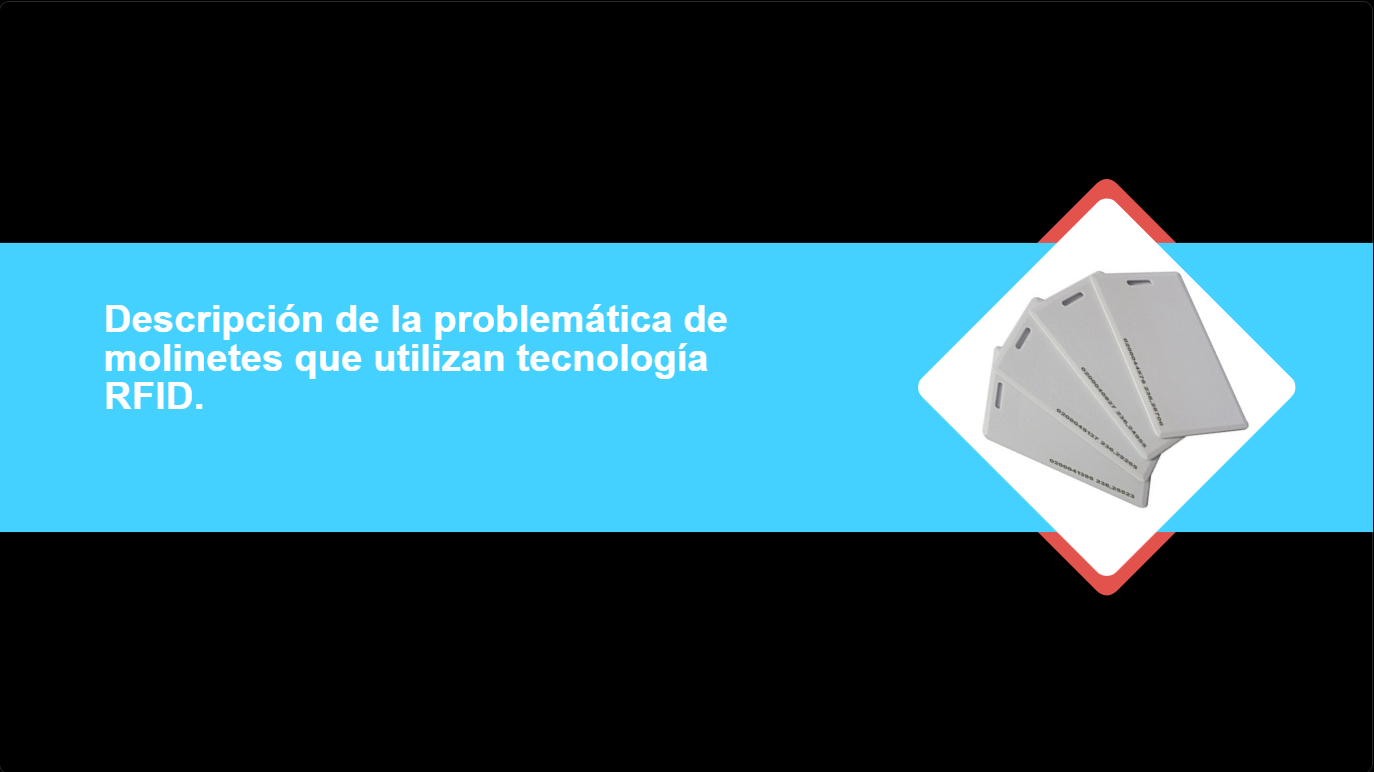 Descripción de la problemática de
molinetes que utilizan tecnología
RFID.